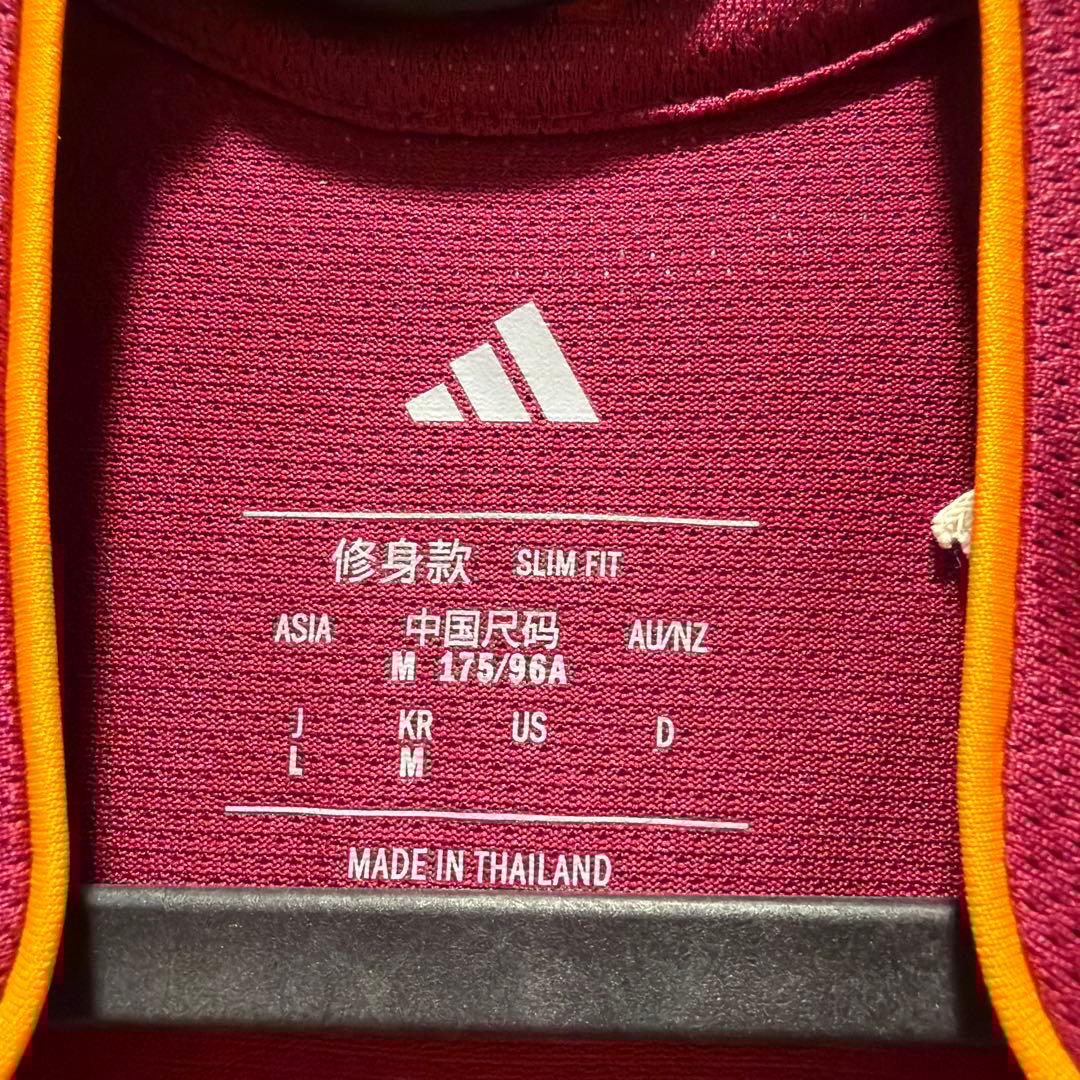 修身款 SLIM FIT
ASIA 中国尺码 AU/NZ
M 175/96A
J KR US D
L M
MADE IN THAILAND